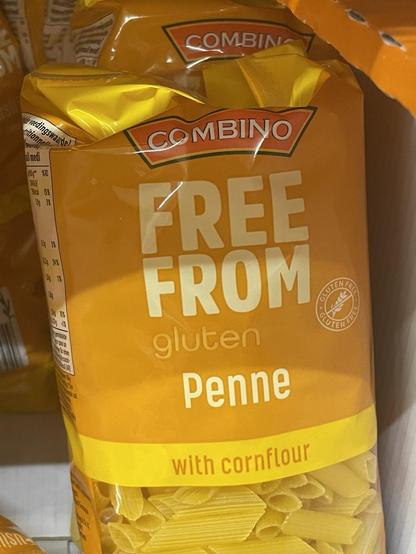 COMBINO
COMBINO
FREE
FROM
gluten
GLUTEN FREE
GLUTEN FREE
Penne
with cornflour